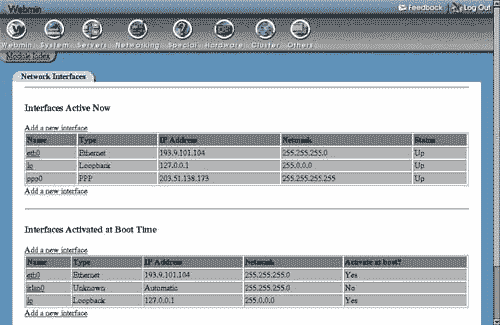 Webmin
Feedback Log Out
Webmin System Servers Networking Special Hardware Cluster Others
Module Index
Network Interfaces
Interfaces Active Now
Add a new interface
Name Type IP Address Netmask Status
eth0 Ethernet 193.9.101.104 255.255.255.0 Up
lo Loopback 127.0.0.1 255.0.0.0 Up
ppp0 PPP 203.51.138.173 255.255.255.255 Up
Add a new interface
Interfaces Activated at Boot Time
Add a new interface
Name Type IP Address Netmask Activate at boot?
eth0 Ethernet 193.9.101.104 255.255.255.0 Yes
irlan0 Unknown Automatic 255.255.255.0 No
lo Loopback 127.0.0.1 255.0.0.0 Yes
Add a new interface